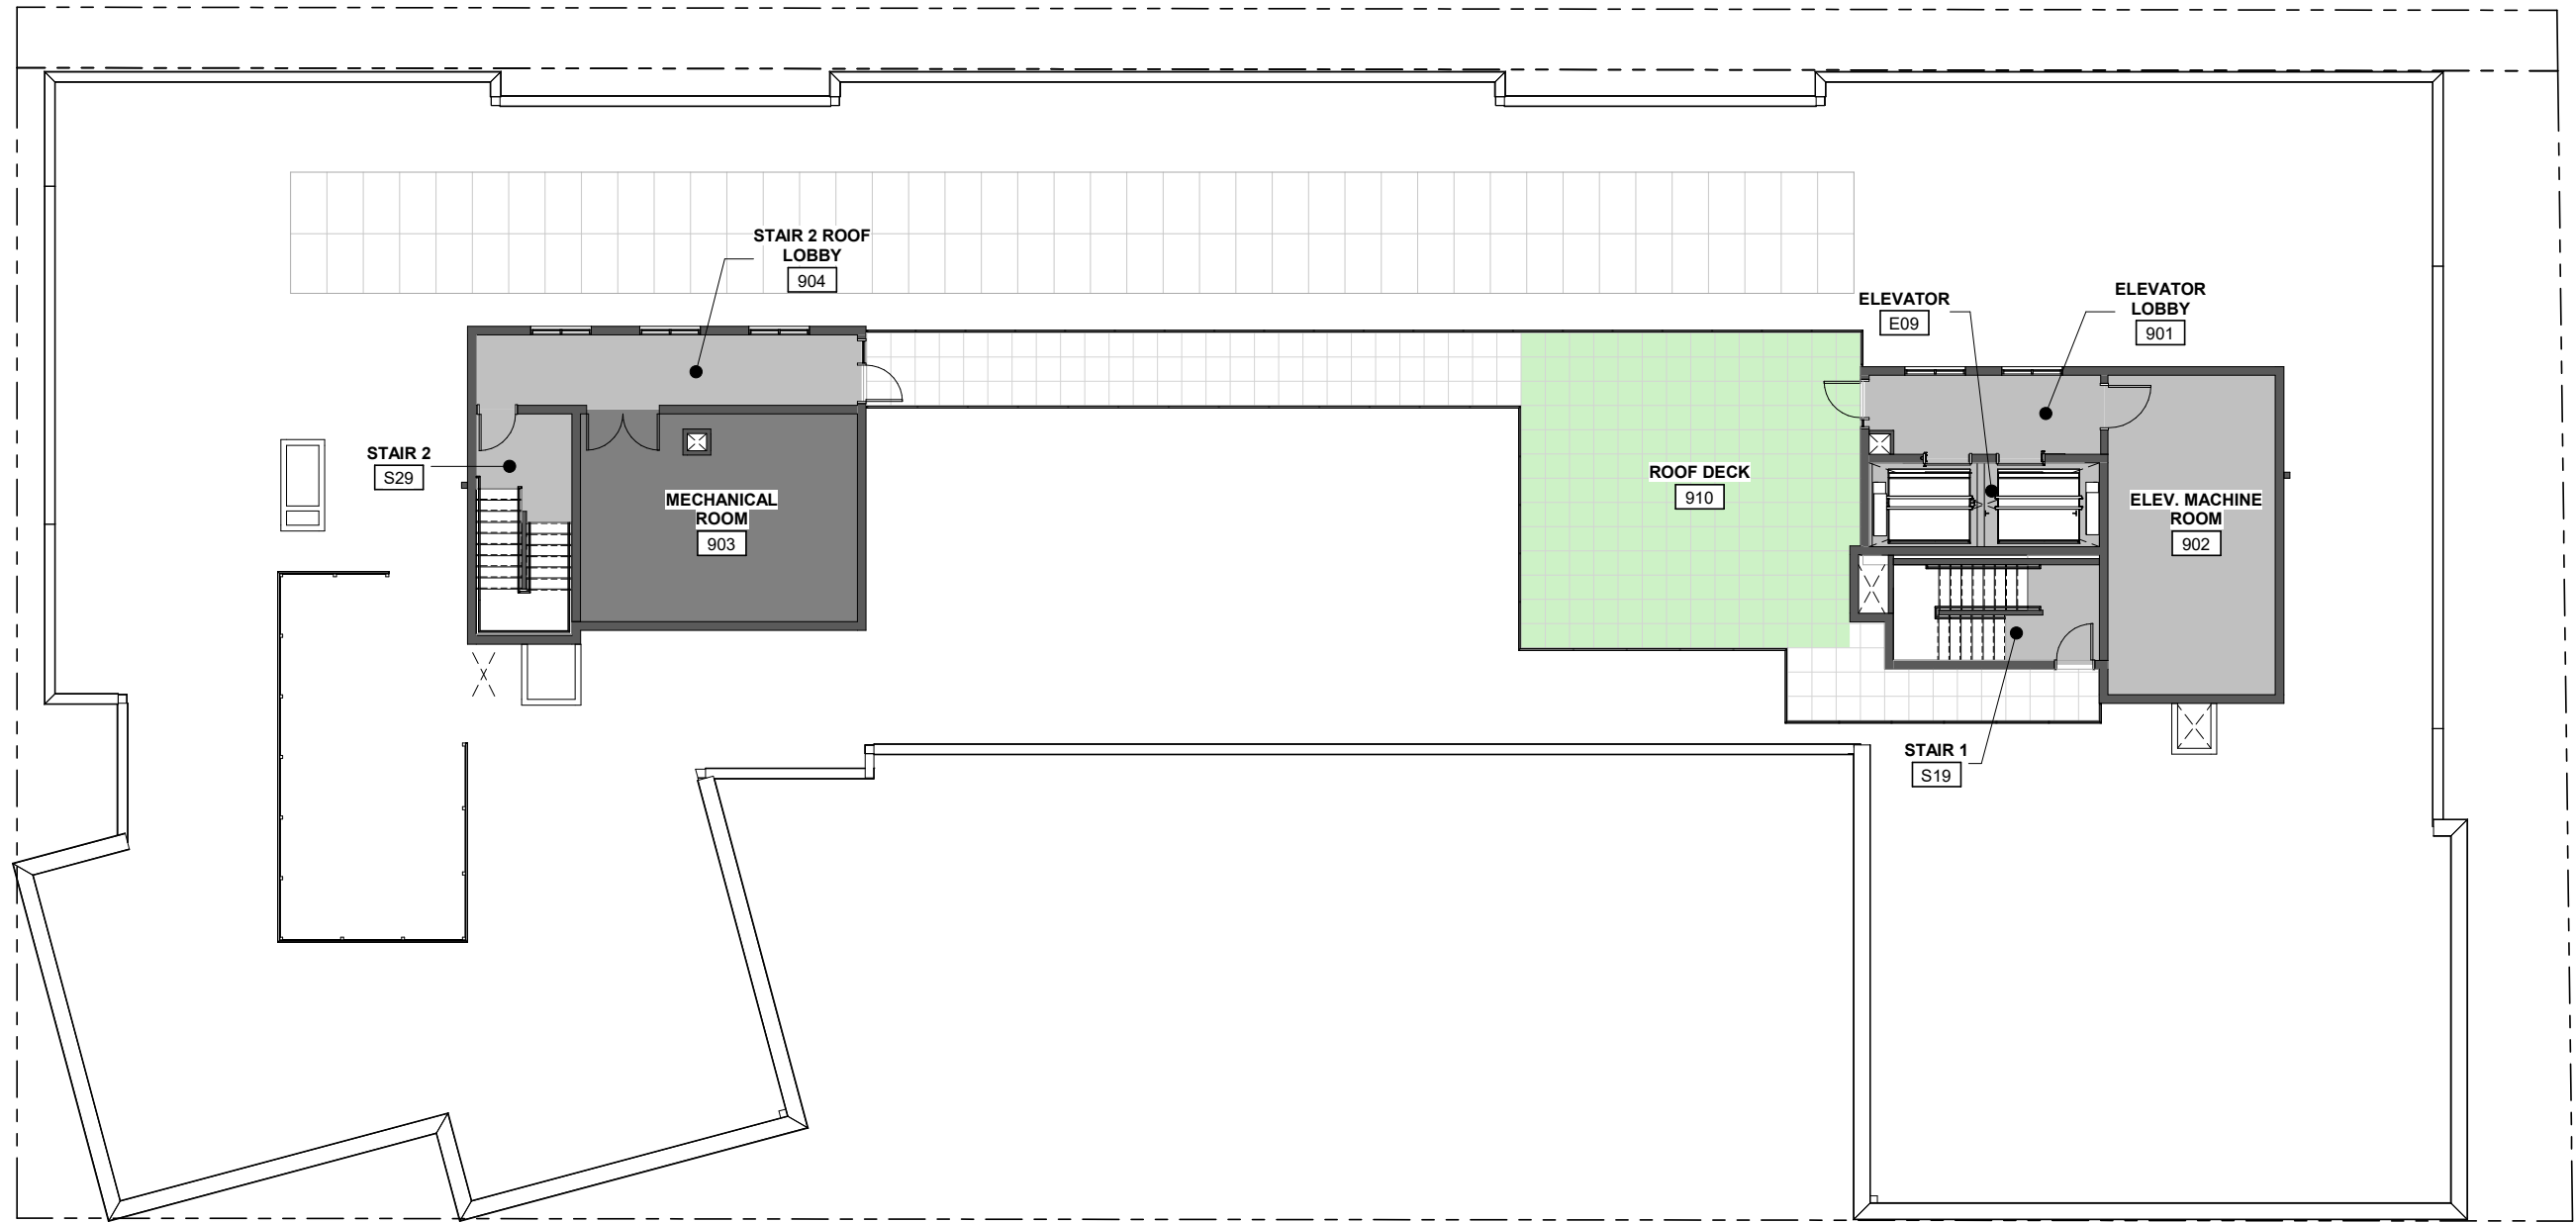 STAIR 2 ROOF
LOBBY
904
ELEVATOR
E09
ELEVATOR
LOBBY
901
STAIR 2
S29
MECHANICAL
ROOM
903
ROOF DECK
910
ELEV. MACHINE
ROOM
902
STAIR 1
S19